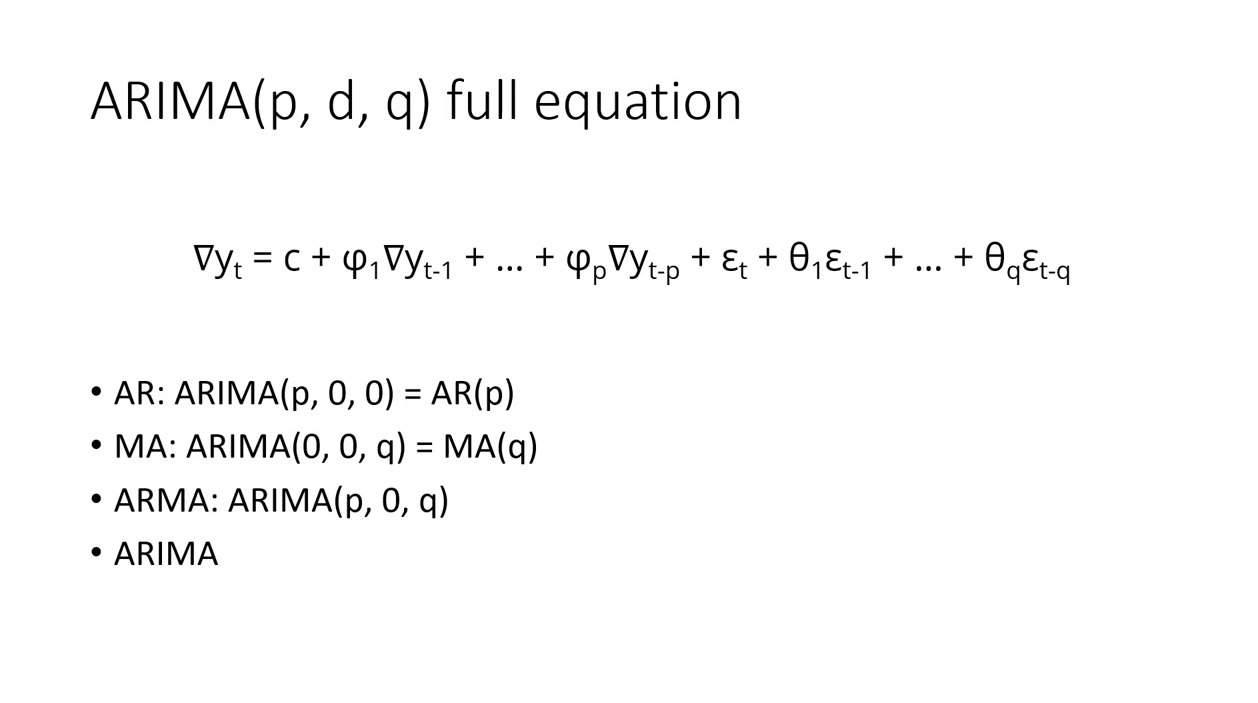 ARIMA(p, d, q) full equation
∇yₜ = c + φ₁∇yₜ₋₁ + … + φₚ∇yₜ₋ₚ + εₜ + θ₁εₜ₋₁ + … + θ_qε_{t-q}
• AR: ARIMA(p, 0, 0) = AR(p)
• MA: ARIMA(0, 0, q) = MA(q)
• ARMA: ARIMA(p, 0, q)
• ARIMA